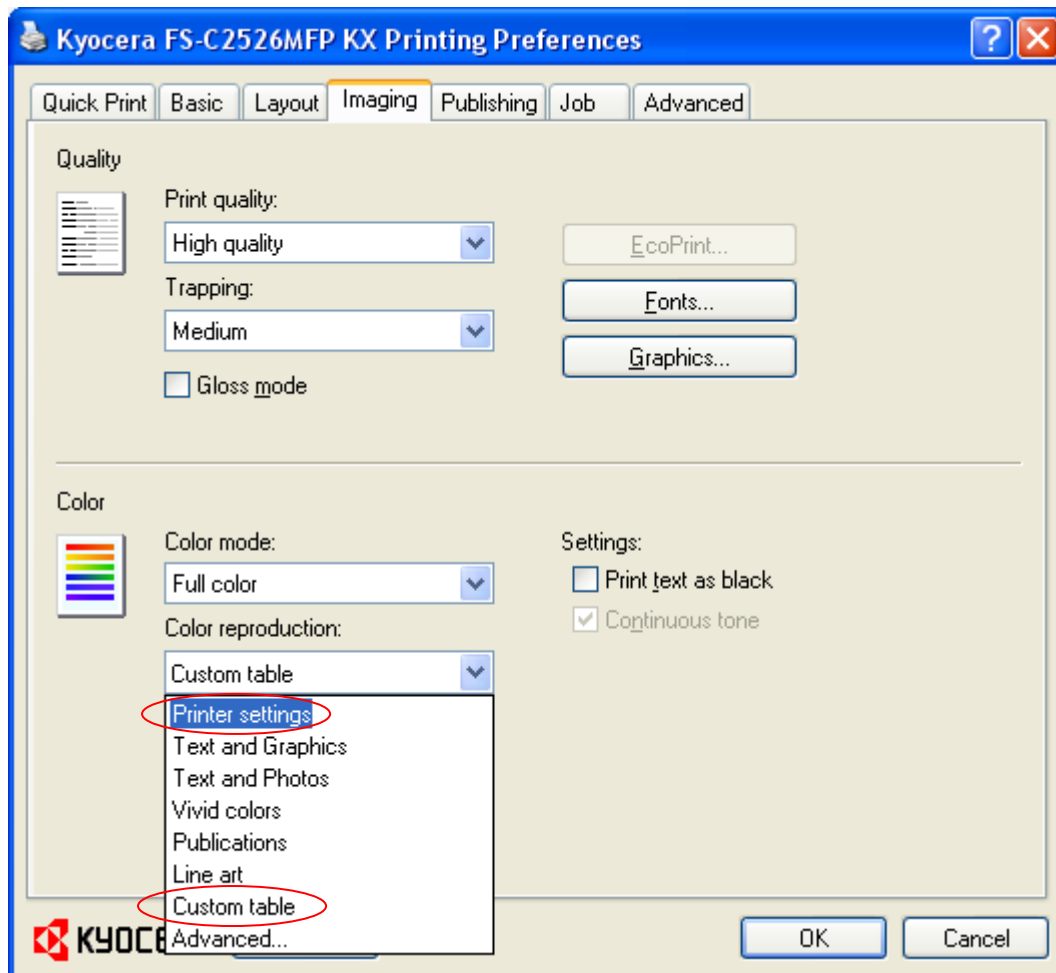 Kyocera FS-C2526MFP KX Printing Preferences
Quick Print Basic Layout Imaging Publishing Job Advanced
Quality
Print quality:
High quality
EcoPrint...
Trapping:
Fonts...
Medium
Graphics...
Gloss mode
Color
Color mode:
Settings:
Full color
Print text as black
Color reproduction:
Continuous tone
Custom table
Printer settings
Text and Graphics
Text and Photos
Vivid colors
Publications
Line art
Custom table
Advanced...
KYOCE
OK Cancel